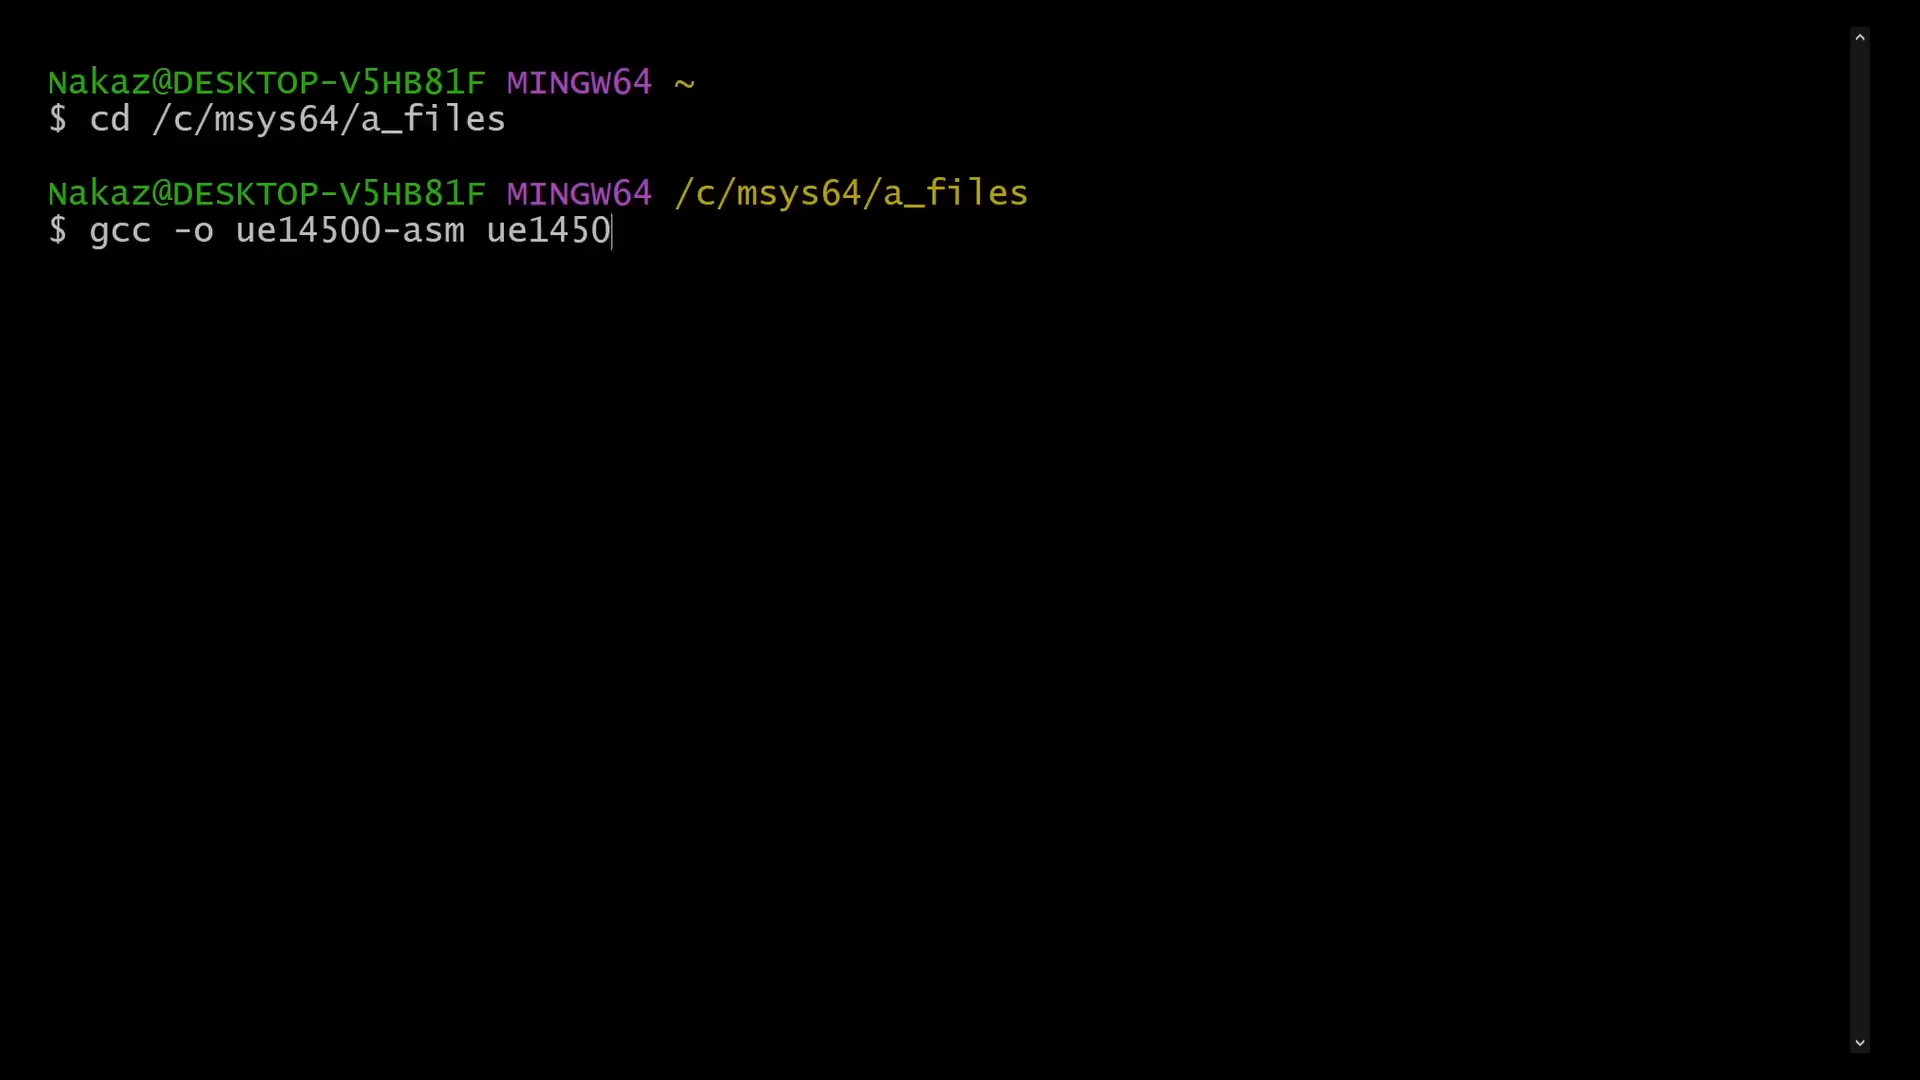 Nakaz@DESKTOP-V5HB81F MINGW64 ~
$ cd /c/msys64/a_files
Nakaz@DESKTOP-V5HB81F MINGW64 /c/msys64/a_files
$ gcc -o ue14500-asm ue1450